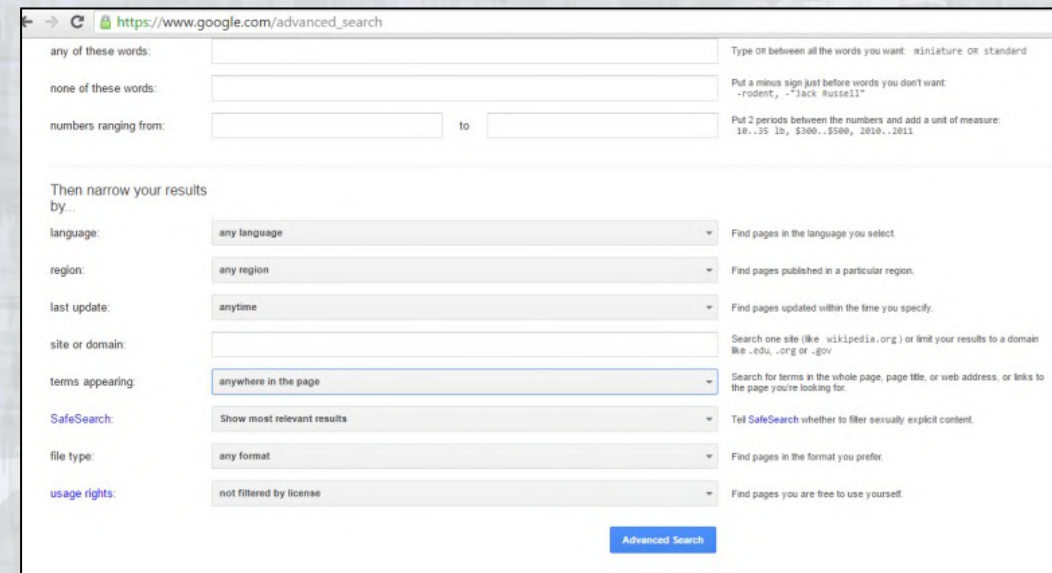 https://www.google.com/advanced_search
any of these words:
Type OR between all the words you want: miniature OR standard
none of these words:
Put a minus sign just before words you don't want:
-rodent, -"Jack Russell"
numbers ranging from:
to
Put 2 periods between the numbers and add a unit of measure:
10..35 lb, $300..$500, 2010..2011
Then narrow your results
by...
language:
any language
Find pages in the language you select.
region:
any region
Find pages published in a particular region.
last update:
anytime
Find pages updated within the time you specify.
site or domain:
Search one site (like wikipedia.org) or limit your results to a domain
like .edu, .org or .gov
terms appearing:
anywhere in the page
Search for terms in the whole page, page title, or web address, or links to
the page you're looking for.
SafeSearch:
Show most relevant results
Tell SafeSearch whether to filter sexually explicit content.
file type:
any format
Find pages in the format you prefer.
usage rights:
not filtered by license
Find pages you are free to use yourself.
Advanced Search